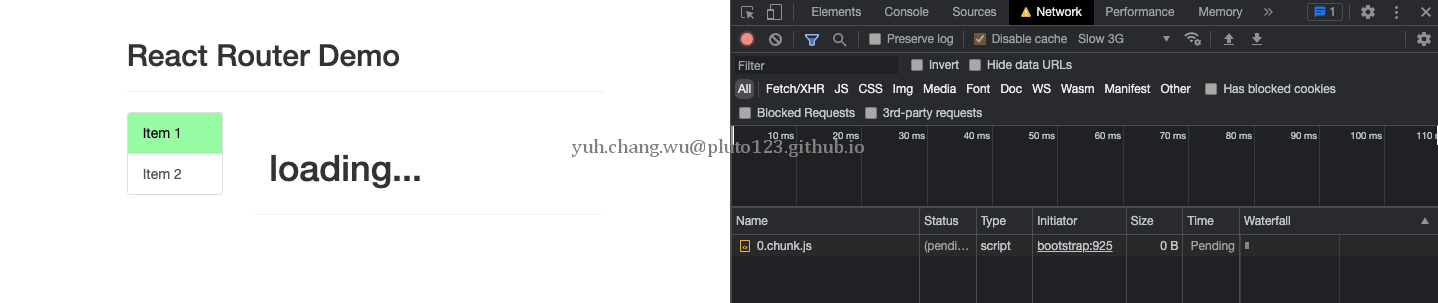 React Router Demo
Item 1
Item 2
loading...
yuh.chang.wu@pluto123.github.io
Elements Console Sources Network Performance Memory » 1
Preserve log Disable cache Slow 3G
Filter Invert Hide data URLs
All Fetch/XHR JS CSS Img Media Font Doc WS Wasm Manifest Other Has blocked cookies
Blocked Requests 3rd-party requests
10 ms 20 ms 30 ms 40 ms 50 ms 60 ms 70 ms 80 ms 90 ms 100 ms 110 m
Name Status Type Initiator Size Time Waterfall
0.chunk.js (pendi... script bootstrap:925 0 B Pending